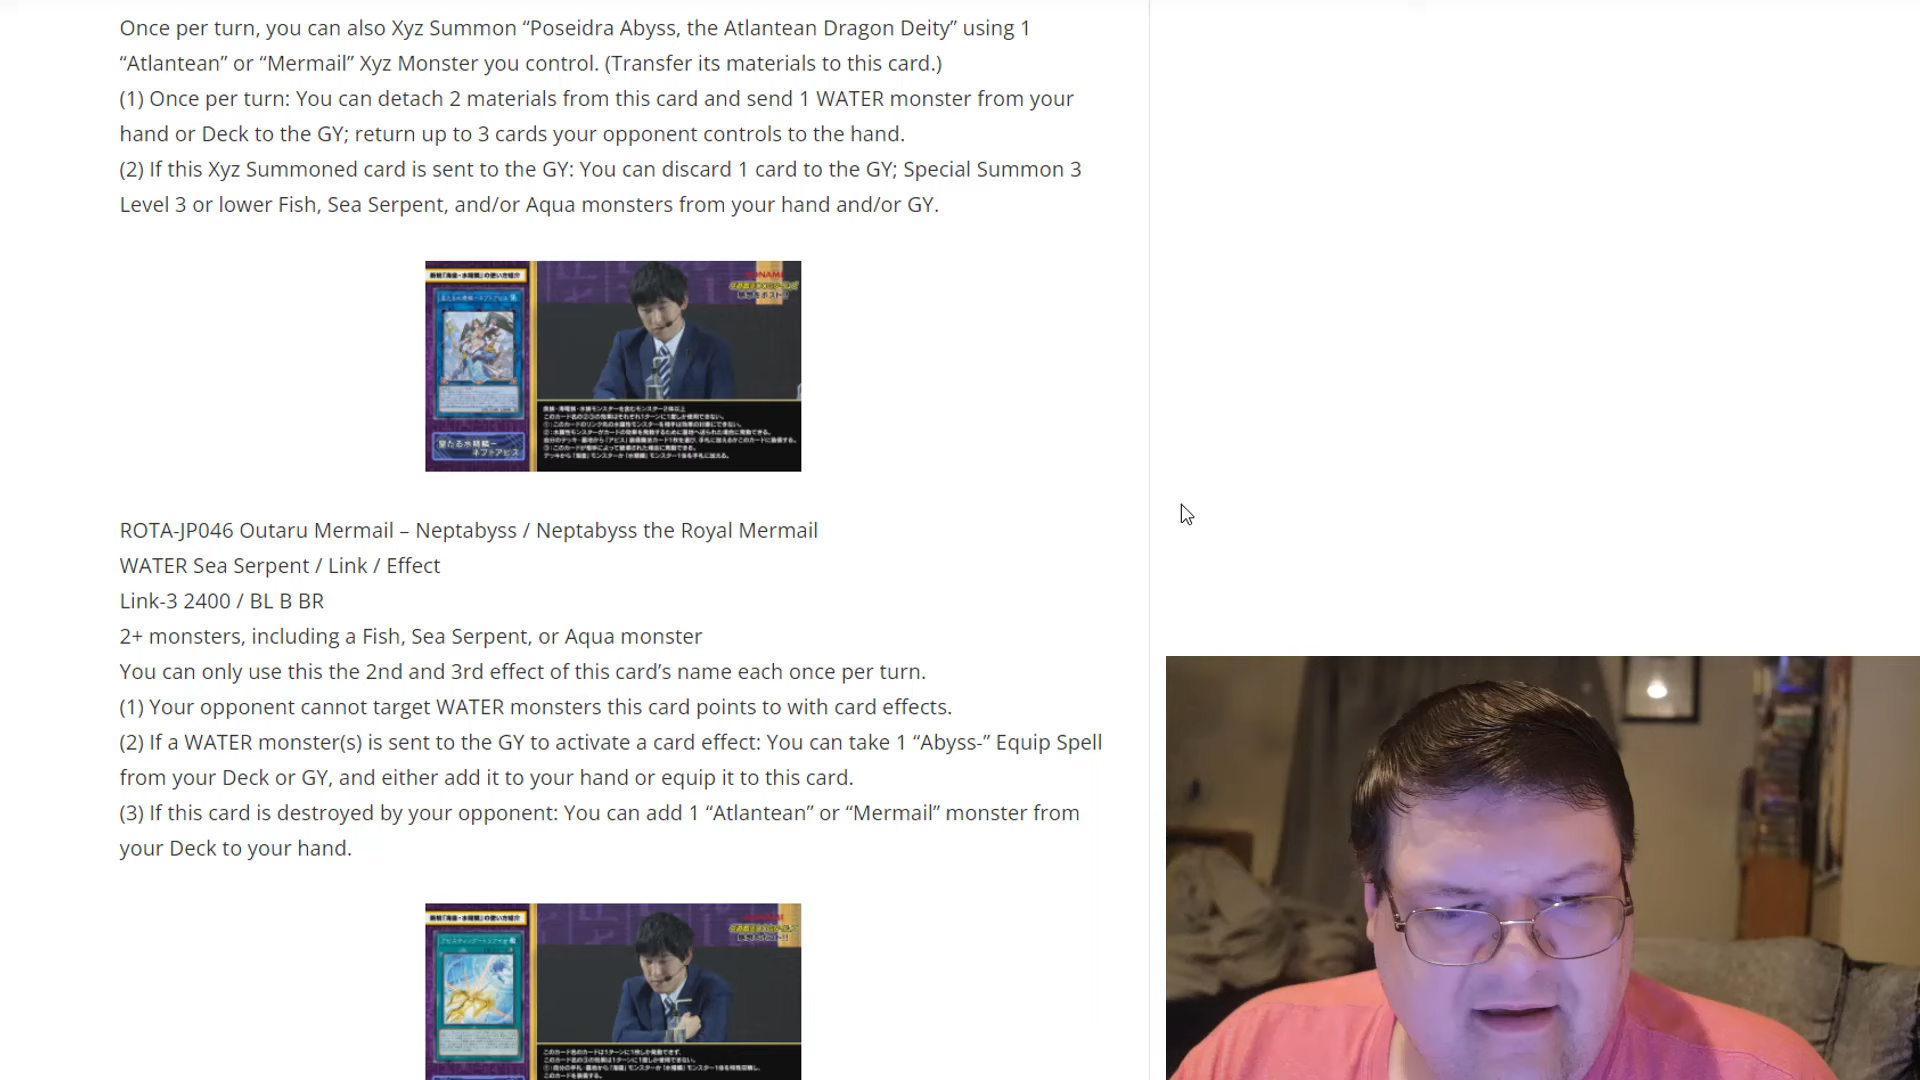 Once per turn, you can also Xyz Summon “Poseidra Abyss, the Atlantean Dragon Deity” using 1
“Atlantean” or “Mermail” Xyz Monster you control. (Transfer its materials to this card.)
(1) Once per turn: You can detach 2 materials from this card and send 1 WATER monster from your
hand or Deck to the GY; return up to 3 cards your opponent controls to the hand.
(2) If this Xyz Summoned card is sent to the GY: You can discard 1 card to the GY; Special Summon 3
Level 3 or lower Fish, Sea Serpent, and/or Aqua monsters from your hand and/or GY.
KONAMI
ネプトアビス
ROTA-JP046 Outaru Mermail – Neptabyss / Neptabyss the Royal Mermail
WATER Sea Serpent / Link / Effect
Link-3 2400 / BL B BR
2+ monsters, including a Fish, Sea Serpent, or Aqua monster
You can only use this the 2nd and 3rd effect of this card’s name each once per turn.
(1) Your opponent cannot target WATER monsters this card points to with card effects.
(2) If a WATER monster(s) is sent to the GY to activate a card effect: You can take 1 “Abyss-” Equip Spell
from your Deck or GY, and either add it to your hand or equip it to this card.
(3) If this card is destroyed by your opponent: You can add 1 “Atlantean” or “Mermail” monster from
your Deck to your hand.